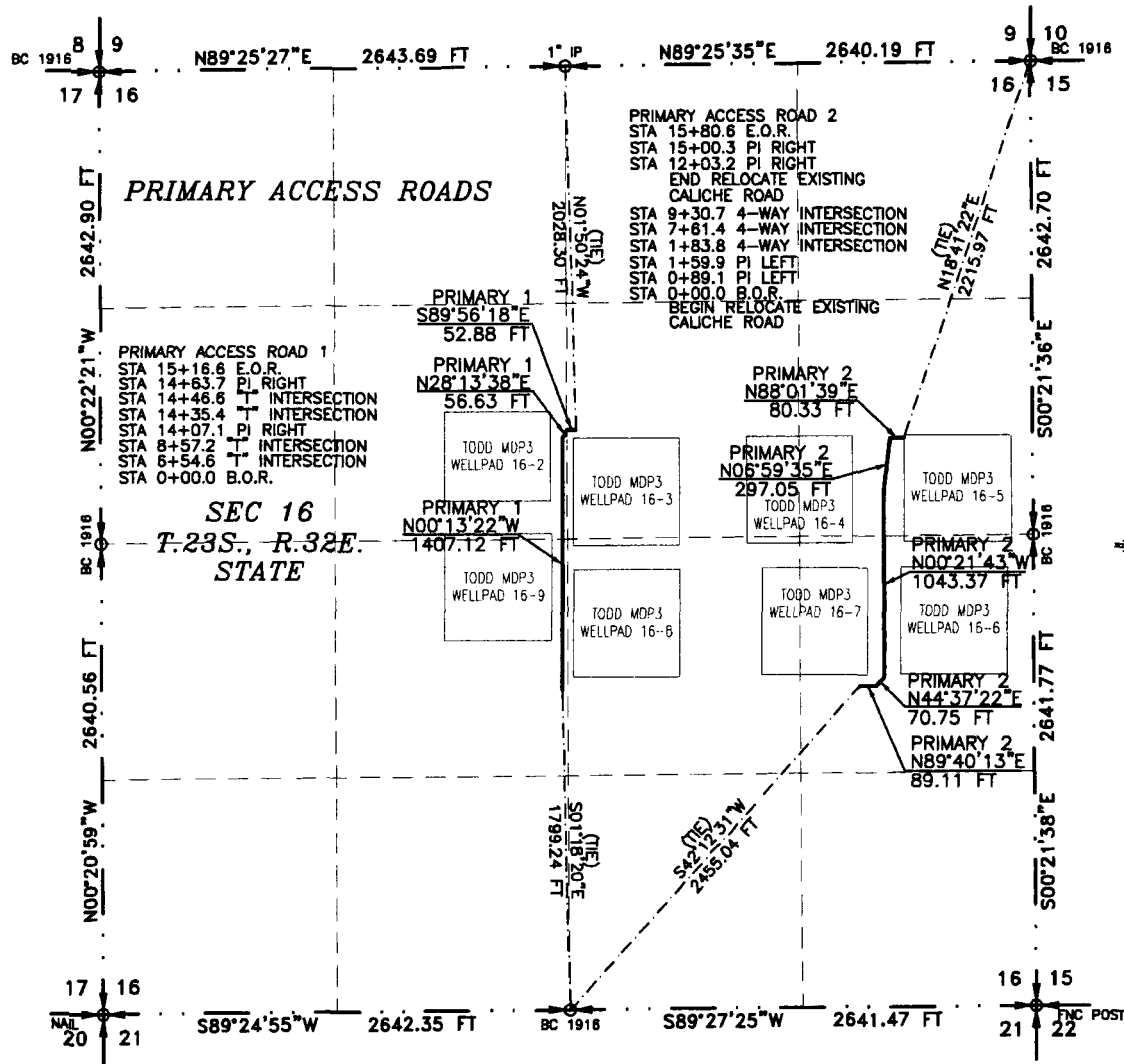 8 9
BC 1916
17 16
N89°25'27"E 2643.69 FT
1" IP
N89°25'35"E 2640.19 FT
9 10
BC 1916
16 15
PRIMARY ACCESS ROADS
PRIMARY ACCESS ROAD 2
STA 15+80.6 E.O.R.
STA 15+00.3 PI RIGHT
STA 12+03.2 PI RIGHT
END RELOCATE EXISTING
CALICHE ROAD
STA 9+30.7 4-WAY INTERSECTION
STA 7+61.4 4-WAY INTERSECTION
STA 1+83.8 4-WAY INTERSECTION
STA 1+59.9 PI LEFT
STA 0+89.1 PI LEFT
STA 0+00.0 B.O.R.
BEGIN RELOCATE EXISTING
CALICHE ROAD
N00°22'21"W 2642.90 FT
(TIE)
N01°50'24"W
2028.30 FT
(TIE)
N18°41'22"E
2215.97 FT
S00°21'36"E 2642.70 FT
PRIMARY 1
S89°56'18"E
52.88 FT
PRIMARY ACCESS ROAD 1
STA 15+16.6 E.O.R.
STA 14+63.7 PI RIGHT
STA 14+46.6 "T" INTERSECTION
STA 14+35.4 "T" INTERSECTION
STA 14+07.1 PI RIGHT
STA 8+57.2 "T" INTERSECTION
STA 6+54.6 "T" INTERSECTION
STA 0+00.0 B.O.R.
PRIMARY 1
N28°13'38"E
56.63 FT
PRIMARY 2
N88°01'39"E
80.33 FT
TODD MDP3
WELLPAD 16-2
TODD MDP3
WELLPAD 16-3
PRIMARY 2
N06°59'35"E
297.05 FT
TODD MDP3
WELLPAD 16-4
TODD MDP3
WELLPAD 16-5
SEC 16
T.23S., R.32E.
STATE
PRIMARY 1
N00°13'22"W
1407.12 FT
BC 1916
BC 1916
PRIMARY 2
N00°21'43"W
1043.37 FT
TODD MDP3
WELLPAD 16-9
TODD MDP3
WELLPAD 16-8
TODD MDP3
WELLPAD 16-7
TODD MDP3
WELLPAD 16-6
PRIMARY 2
N44°37'22"E
70.75 FT
PRIMARY 2
N89°40'13"E
89.11 FT
N00°20'59"W 2640.56 FT
(TIE)
S01°18'20"E
1799.24 FT
(TIE)
S42°12'31"W
2455.04 FT
S00°21'38"E 2641.77 FT
17 16
NAIL
20 21
S89°24'55"W 2642.35 FT
BC 1916
S89°27'25"W 2641.47 FT
16 15
FNC POST
21 22